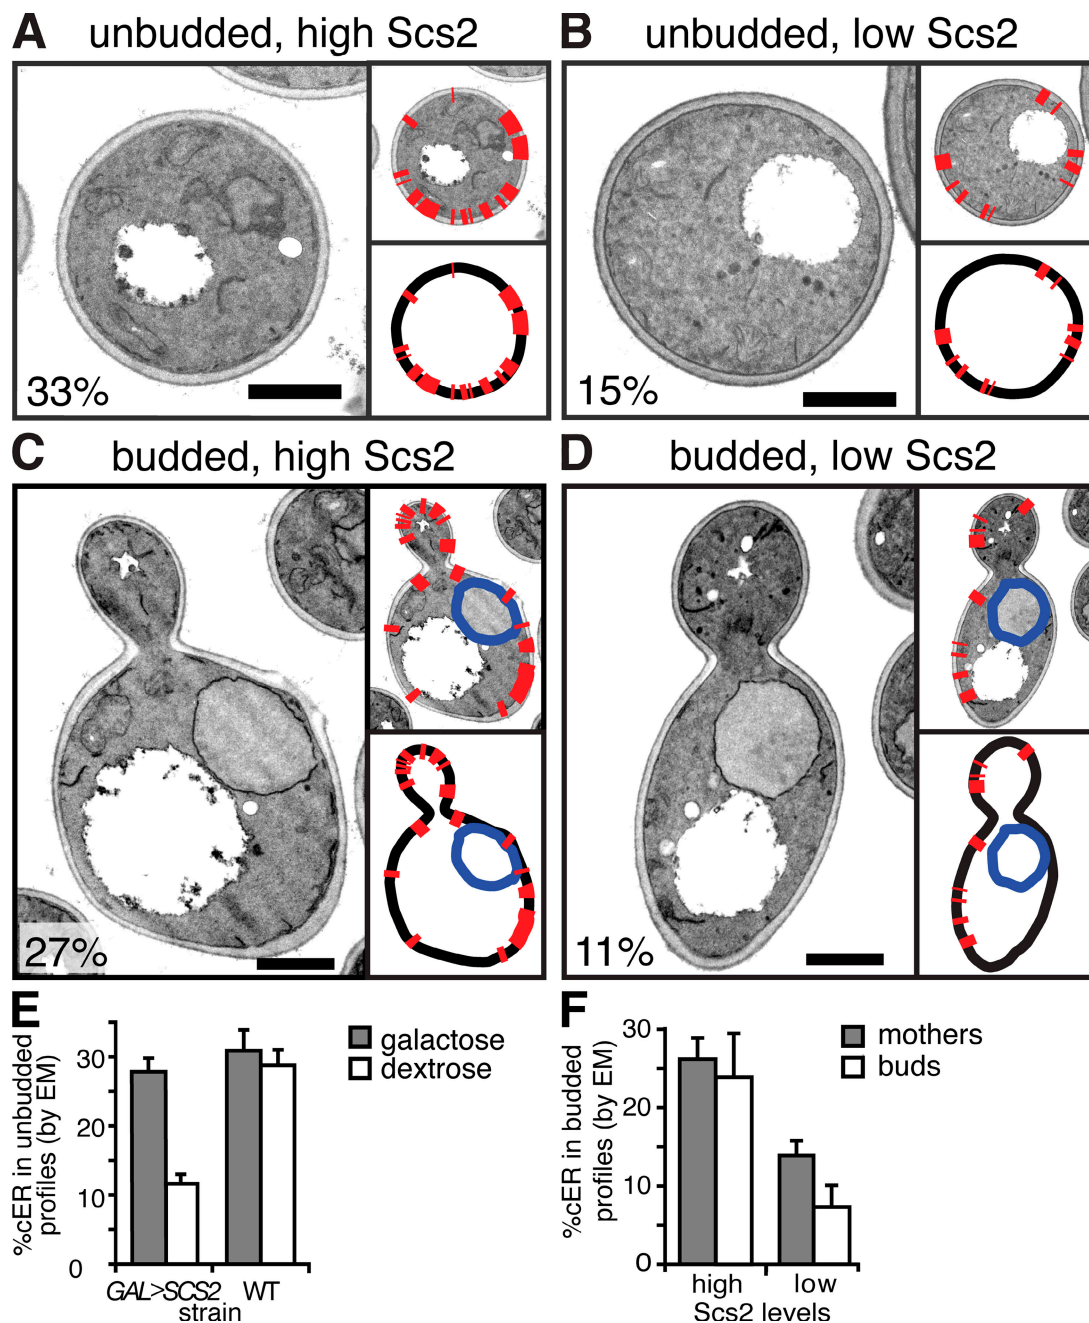 A unbudded, high Scs2
B unbudded, low Scs2
33%
15%
C budded, high Scs2
D budded, low Scs2
27%
11%
E
%cER in unbudded
profiles (by EM)
30
20
10
0
GAL>SCS2 WT
strain
galactose
dextrose
F
%cER in budded
profiles (by EM)
30
20
10
0
high low
Scs2 levels
mothers
buds